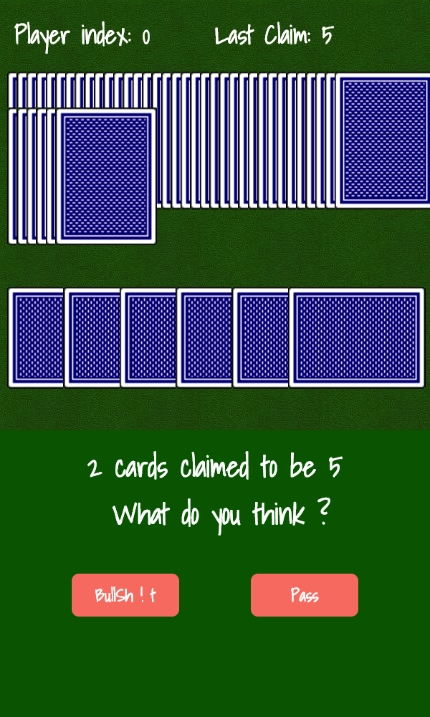 Player index: 0 Last Claim: 5
2 cards claimed to be 5
What do you think ?
BullSh ! t Pass